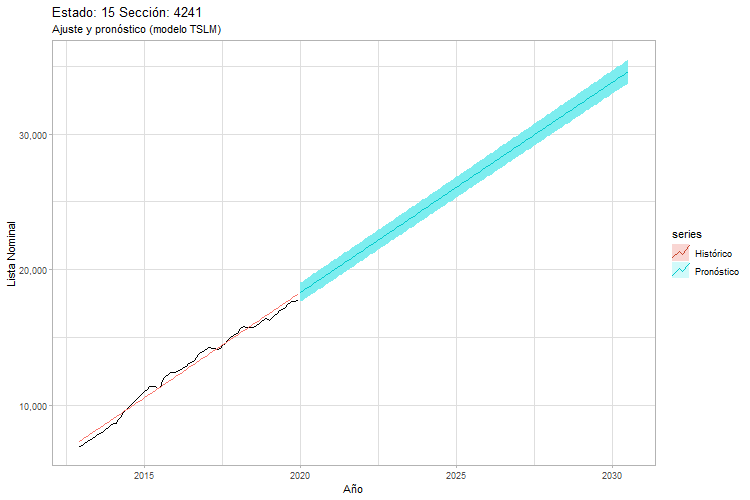 Estado: 15 Sección: 4241
Ajuste y pronóstico (modelo TSLM)
Lista Nominal
30,000
20,000
10,000
2015
2020
2025
2030
Año
series
Histórico
Pronóstico